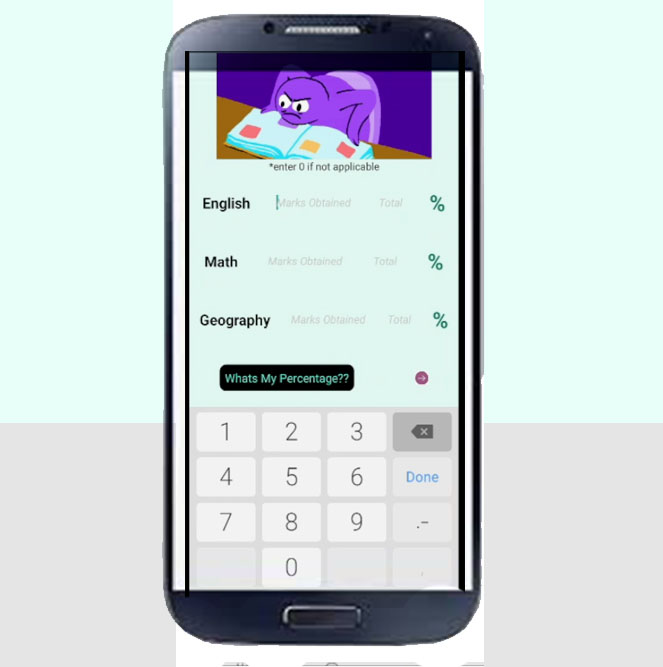 *enter 0 if not applicable
English Marks Obtained Total %
Math Marks Obtained Total %
Geography Marks Obtained Total %
Whats My Percentage??
1 2 3
4 5 6 Done
7 8 9 .-
0 ,